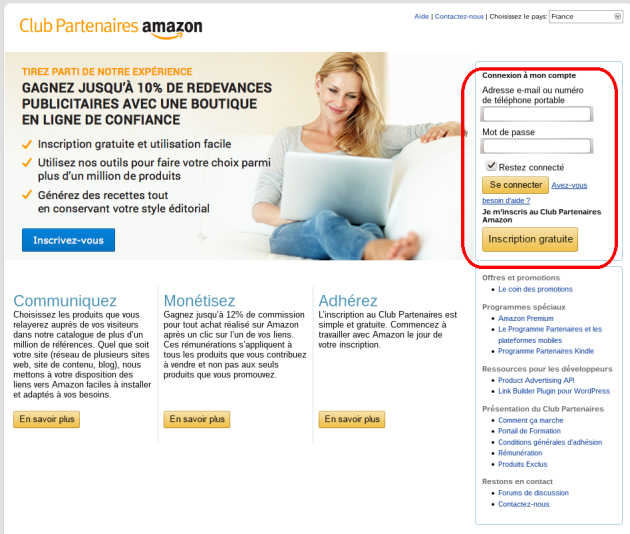 Club Partenaires amazon
Aide | Contactez-nous | Choisissez le pays: France
TIREZ PARTI DE NOTRE EXPÉRIENCE
GAGNEZ JUSQU'À 10% DE REDEVANCES
PUBLICITAIRES AVEC UNE BOUTIQUE
EN LIGNE DE CONFIANCE
Inscription gratuite et utilisation facile
Utilisez nos outils pour faire votre choix parmi
plus d'un million de produits
Générez des recettes tout
en conservant votre style éditorial
Inscrivez-vous
Connexion à mon compte
Adresse e-mail ou numéro
de téléphone portable
Mot de passe
Restez connecté
Se connecter Avez-vous
besoin d'aide ?
Je m'inscris au Club Partenaires
Amazon
Inscription gratuite
Communiquez
Choisissez les produits que vous
relayerez auprés de vos visiteurs
dans notre catalogue de plus d'un
million de références. Quel que soit
votre site (réseau de plusieurs sites
web, site de contenu, blog), nous
mettons à votre disposition des
liens vers Amazon faciles à installer
et adaptés à vos besoins.
En savoir plus
Monétisez
Gagnez jusqu'à 12% de commission
pour tout achat réalisé sur Amazon
après un clic sur l'un de vos liens.
Ces rémunérations s'appliquent à
tous les produits que vous contribuez
à vendre et non pas aux seuls
produits que vous promouvez.
En savoir plus
Adhérez
L'inscription au Club Partenaires est
simple et gratuite. Commencez à
travailler avec Amazon le jour de
votre inscription.
En savoir plus
Offres et promotions
Le coin des promotions
Programmes spéciaux
Amazon Premium
Le Programme Partenaires et les
plateformes mobiles
Programme Partenaires Kindle
Ressources pour les développeurs
Product Advertising API
Link Builder Plugin pour WordPress
Présentation du Club Partenaires
Comment ça marche
Portail de Formation
Conditions générales d'adhésion
Rémunération
Produits Exclus
Restons en contact
Forums de discussion
Contactez-nous